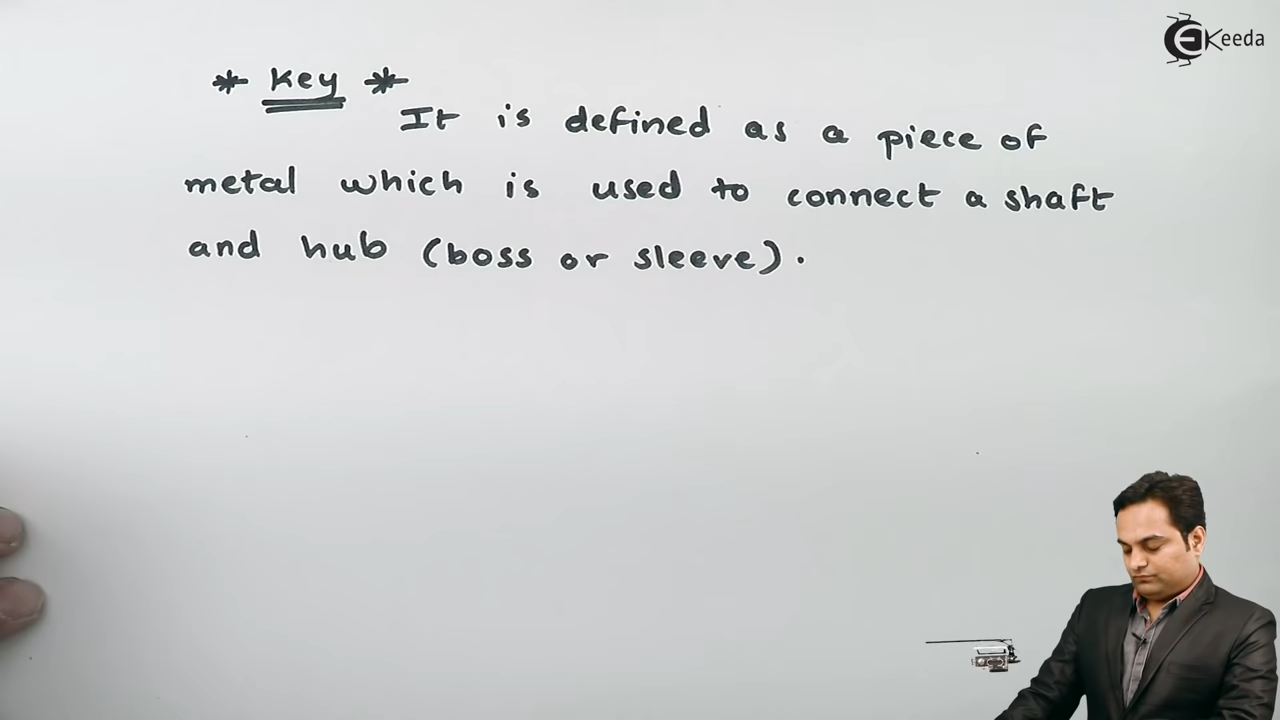 * Key *
It is defined as a piece of
metal which is used to connect a shaft
and hub (boss or sleeve).
EKeeda